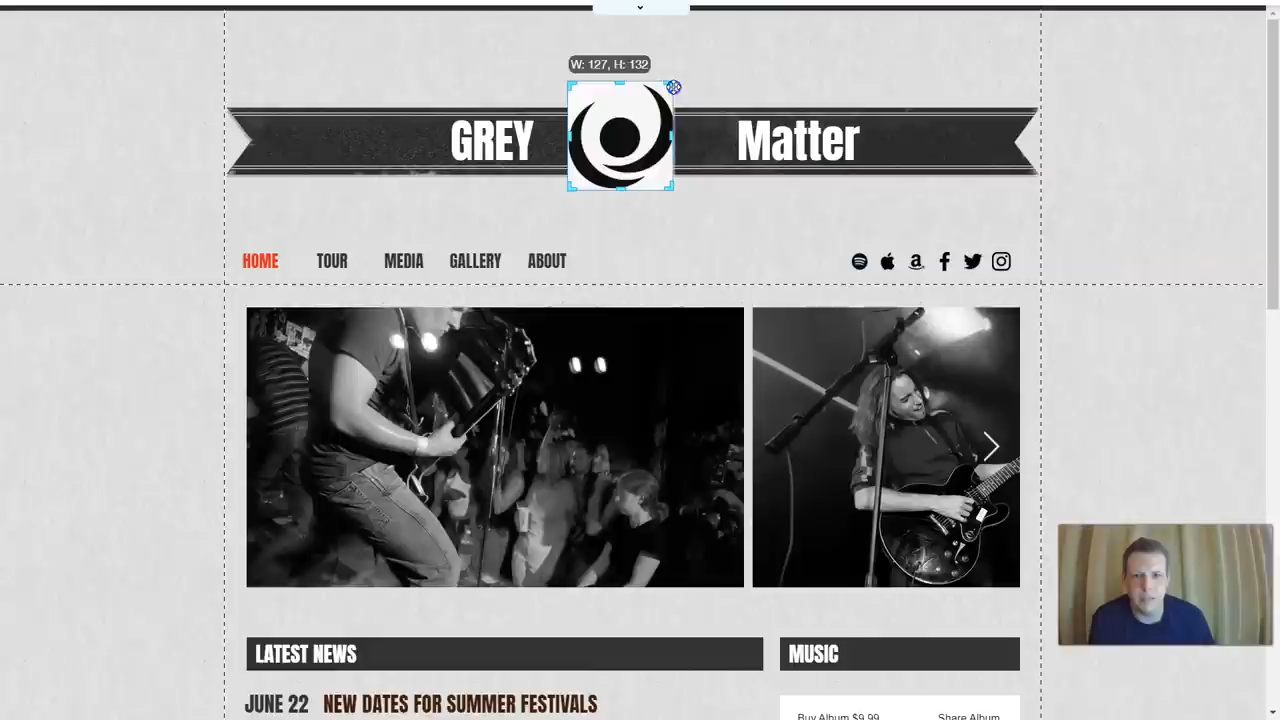 W: 127, H: 132
GREY Matter
HOME TOUR MEDIA GALLERY ABOUT
LATEST NEWS
MUSIC
JUNE 22 NEW DATES FOR SUMMER FESTIVALS
Buy Album $9.99 Share Album